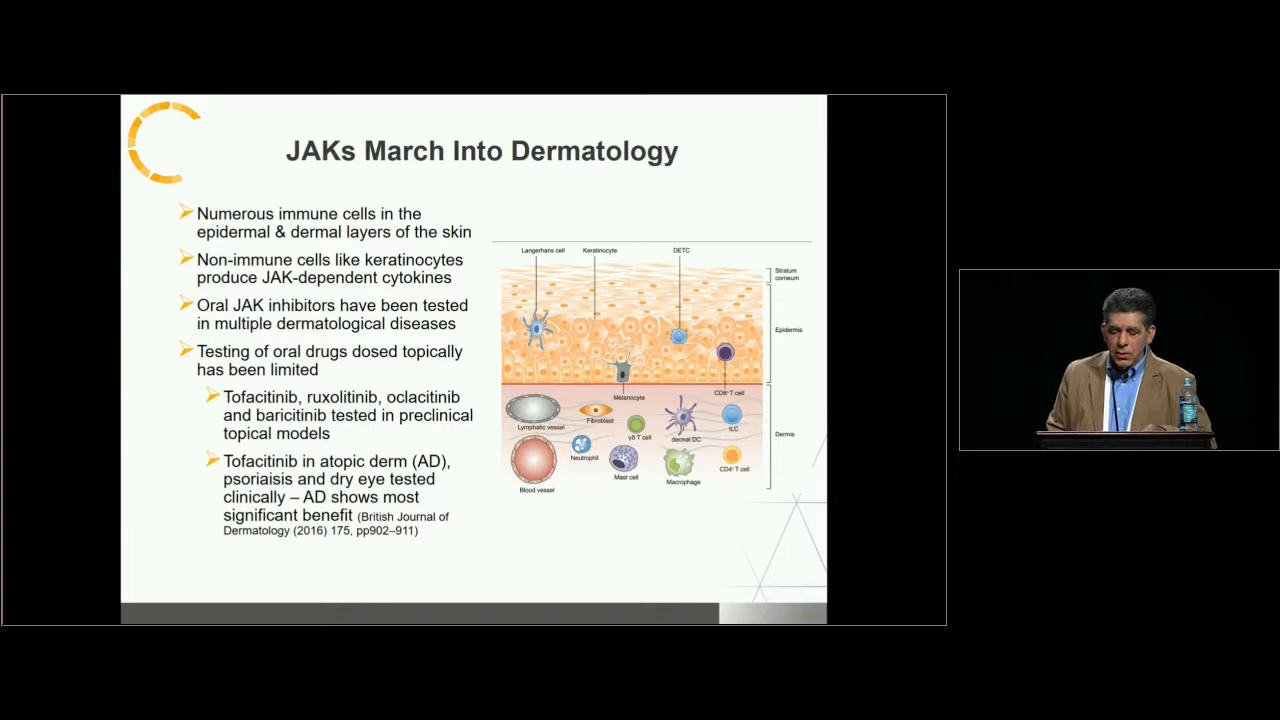 JAKs March Into Dermatology
Numerous immune cells in the
epidermal & dermal layers of the skin
Non-immune cells like keratinocytes
produce JAK-dependent cytokines
Oral JAK inhibitors have been tested
in multiple dermatological diseases
Testing of oral drugs dosed topically
has been limited
Tofacitinib, ruxolitinib, oclacitinib
and baricitinib tested in preclinical
topical models
Tofacitinib in atopic derm (AD),
psoriaisis and dry eye tested
clinically – AD shows most
significant benefit (British Journal of
Dermatology (2016) 175, pp902–911)
Langerhans cell
Keratinocyte
DETC
Stratum
corneum
Epidermis
Melanocyte
CD8⁺ T cell
Lymphatic vessel
Fibroblast
γδ T cell
dermal DC
ILC
Dermis
Neutrophil
Mast cell
Macrophage
CD4⁺ T cell
Blood vessel